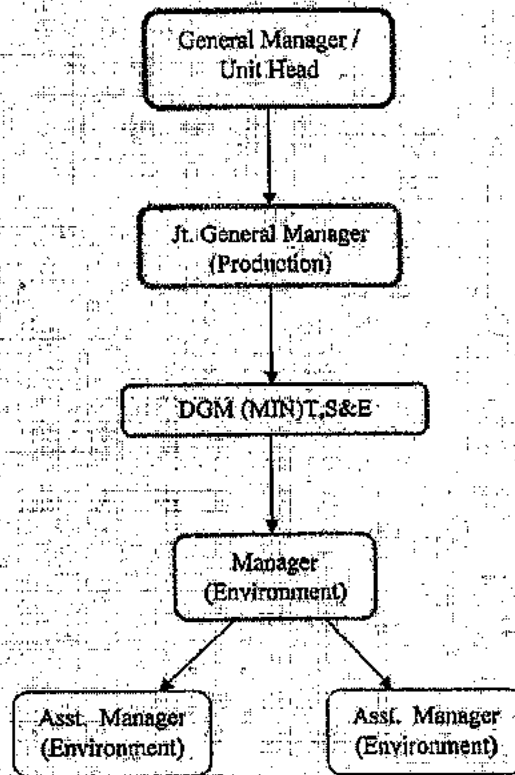 General Manager /
Unit Head
Jt. General Manager
(Production)
DGM (MIN)T,S&E
Manager
(Environment)
Asst. Manager
(Environment)
Asst. Manager
(Environment)